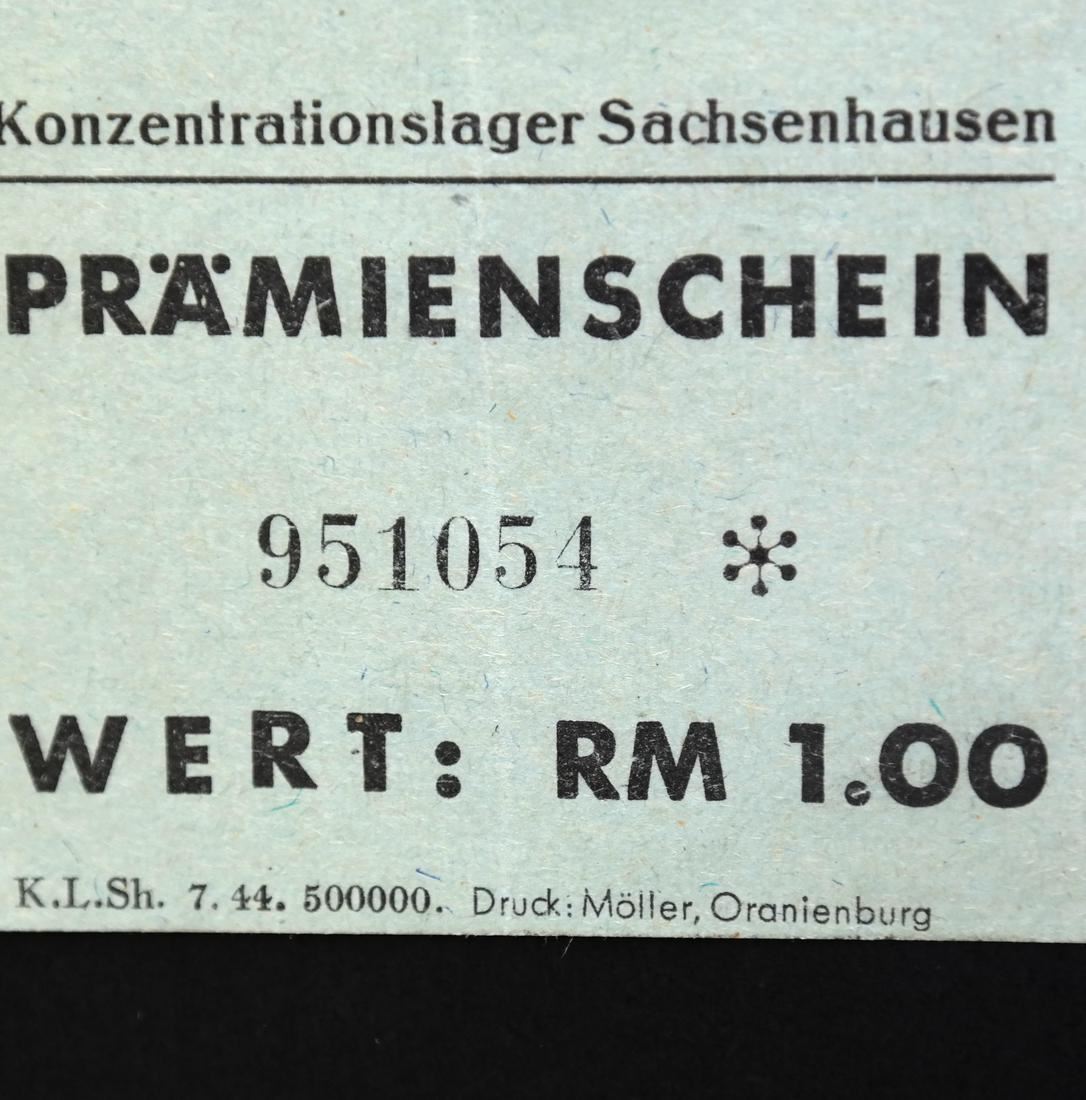 Konzentrationslager Sachsenhausen
PRÄMIENSCHEIN
951054
WERT: RM 1.00
K.L.Sh. 7. 44. 500000. Druck: Möller, Oranienburg